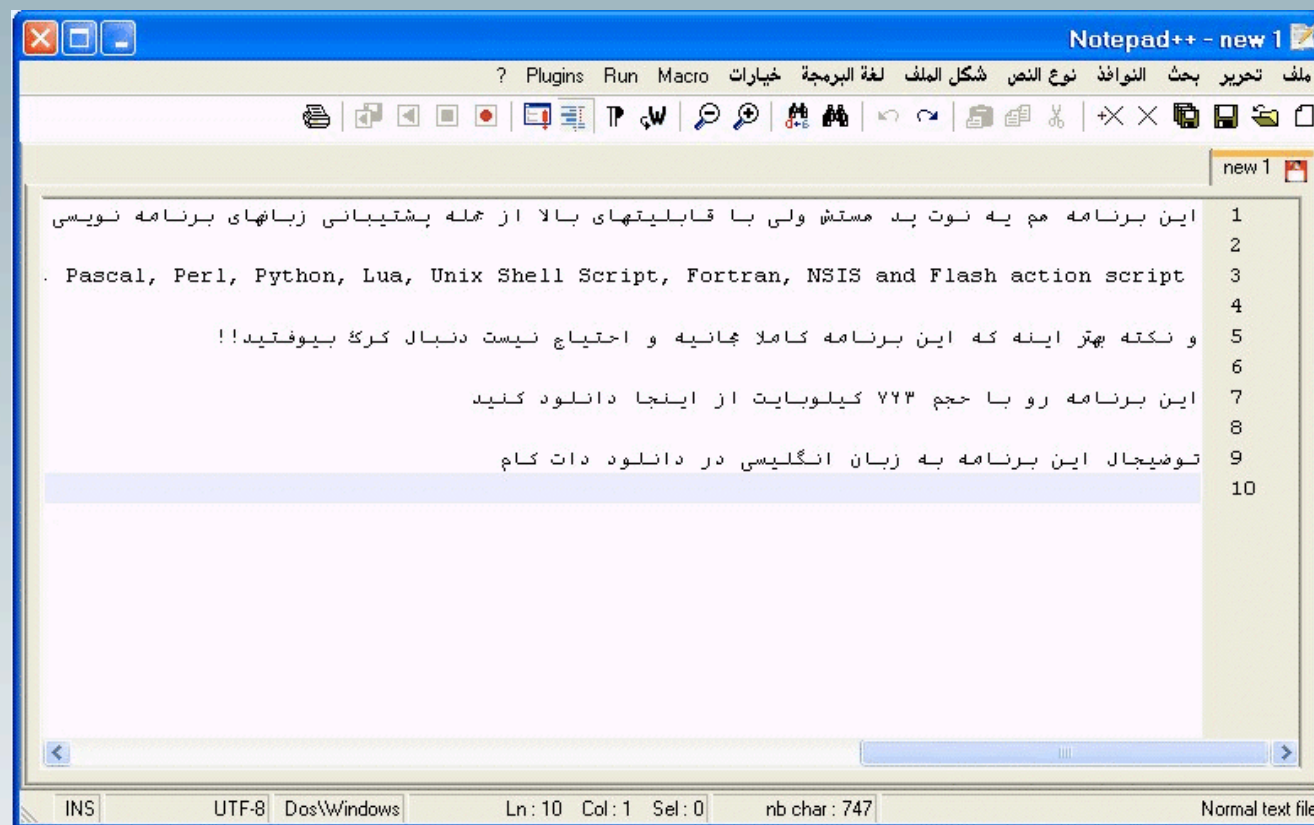 Notepad++ - new 1
ملف تحرير بحث النوافذ نوع النص شكل الملف لغة البرمجة خيارات Macro Run Plugins ?
new 1
1 این برنامه هم یه نوت پد هستش ولی با قابلیتهای بالا از جمله پشتیبانی زبانهای برنامه نویسی
2
3 Pascal, Perl, Python, Lua, Unix Shell Script, Fortran, NSIS and Flash action script .
4
5 و نکته بهتر اینه که این برنامه کاملا مجانیه و احتیاج نیست دنبال کرک بیوفتید!!
6
7 این برنامه رو با حجم ۷۲۳ کیلوبایت از اینجا دانلود کنید
8
9 توضیجال این برنامه به زبان انگلیسی در دانلود دات کام
10
Normal text file nb char : 747 Ln : 10 Col : 1 Sel : 0 Dos\Windows UTF-8 INS